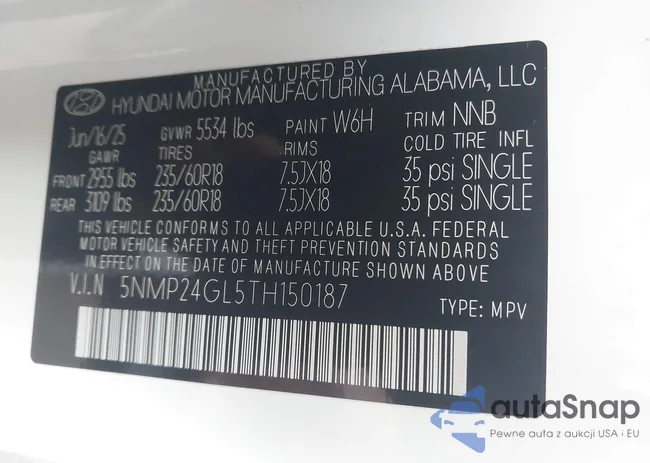 MANUFACTURED BY
HYUNDAI MOTOR MANUFACTURING ALABAMA, LLC
Jun/16/25 GVWR 5534 lbs PAINT W6H TRIM NNB
GAWR TIRES RIMS COLD TIRE INFL
FRONT 2955 lbs 235/60R18 7.5JX18 35 psi SINGLE
REAR 3109 lbs 235/60R18 7.5JX18 35 psi SINGLE
THIS VEHICLE CONFORMS TO ALL APPLICABLE U.S.A. FEDERAL
MOTOR VEHICLE SAFETY AND THEFT PREVENTION STANDARDS
IN EFFECT ON THE DATE OF MANUFACTURE SHOWN ABOVE
V.I.N 5NMP24GL5TH150187
TYPE: MPV
autaSnap
Pewne auta z aukcji USA i EU